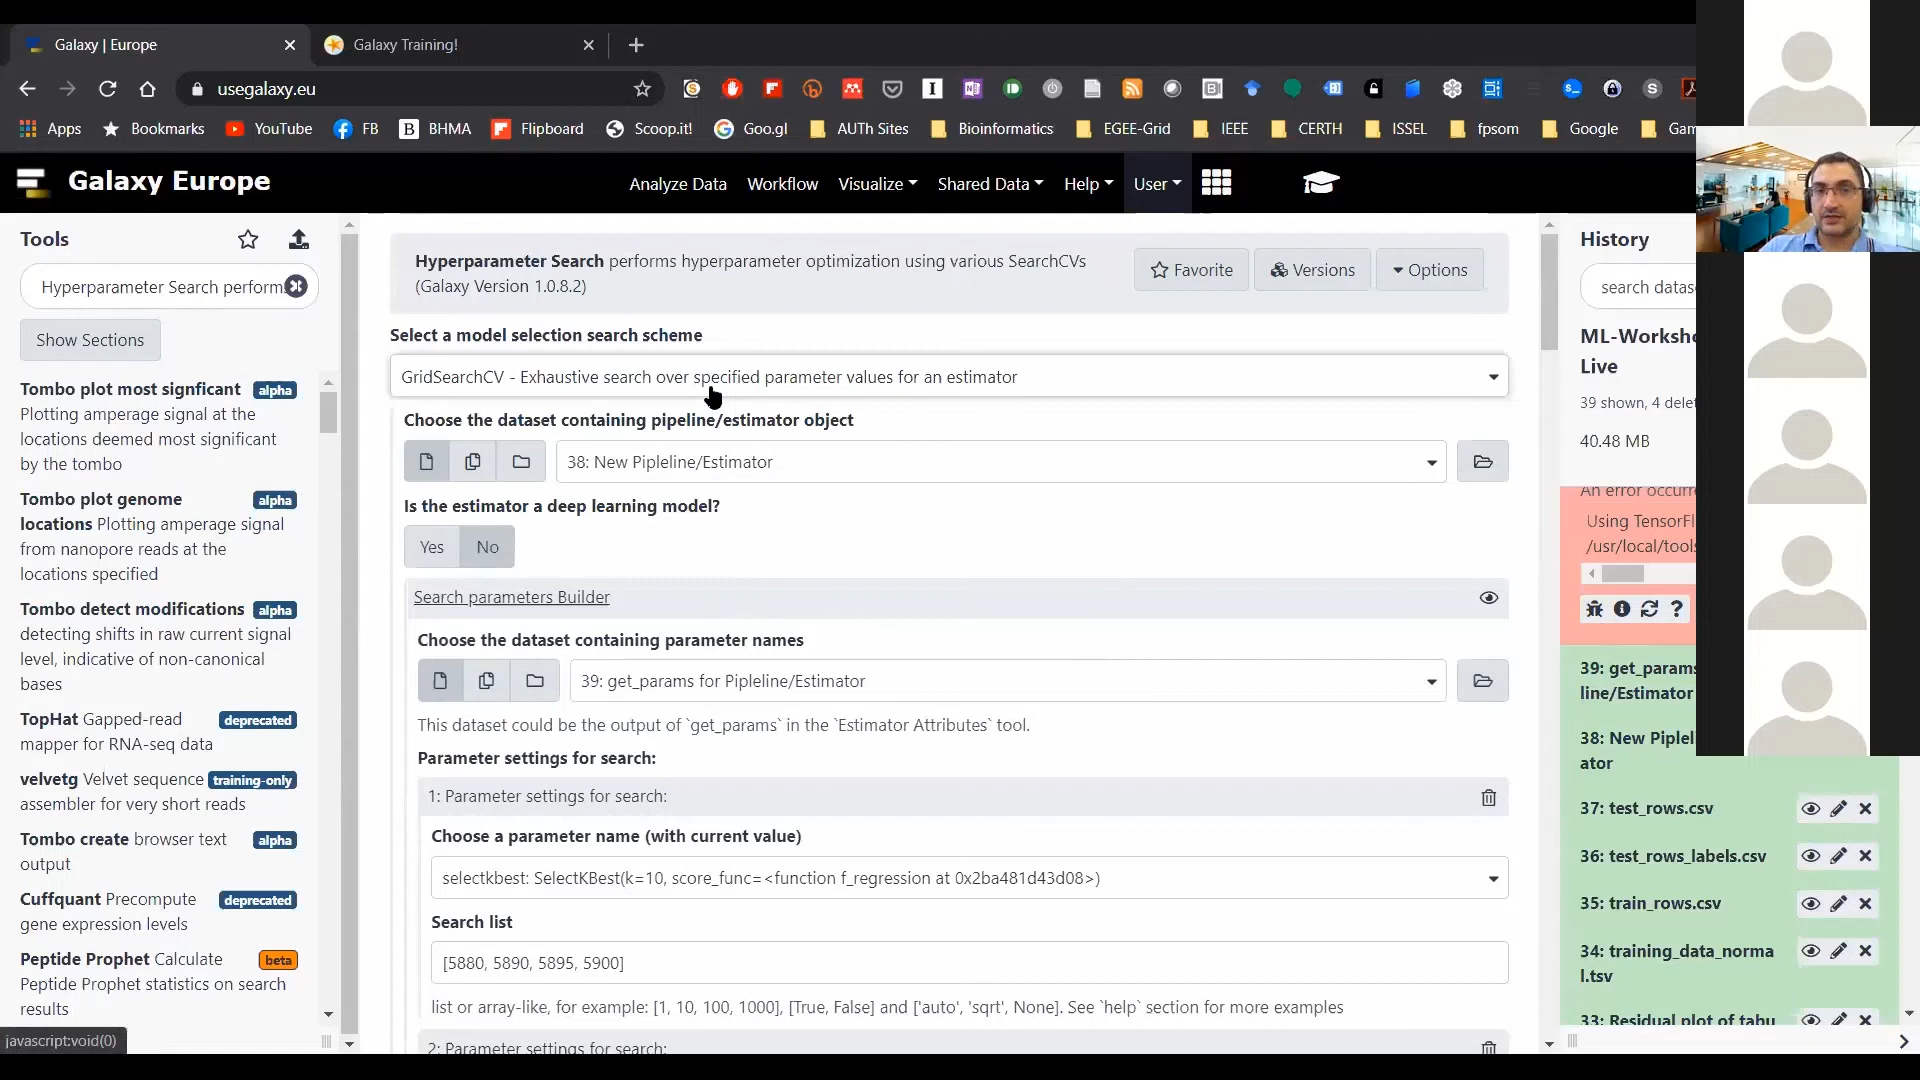 Galaxy | Europe
Galaxy Training!
usegalaxy.eu
Apps
Bookmarks
YouTube
FB
BHMA
Flipboard
Scoop.it!
Goo.gl
AUTh Sites
Bioinformatics
EGEE-Grid
IEEE
CERTH
ISSEL
fpsom
Google
Gam
Galaxy Europe
Analyze Data
Workflow
Visualize
Shared Data
Help
User
Tools
Hyperparameter Search perform
Show Sections
Tombo plot most signficant alpha
Plotting amperage signal at the
locations deemed most significant
by the tombo
Tombo plot genome alpha
locations Plotting amperage signal
from nanopore reads at the
locations specified
Tombo detect modifications alpha
detecting shifts in raw current signal
level, indicative of non-canonical
bases
TopHat Gapped-read deprecated
mapper for RNA-seq data
velvetg Velvet sequence training-only
assembler for very short reads
Tombo create browser text alpha
output
Cuffquant Precompute deprecated
gene expression levels
Peptide Prophet Calculate beta
Peptide Prophet statistics on search
results
javascript:void(0)
Hyperparameter Search performs hyperparameter optimization using various SearchCVs
(Galaxy Version 1.0.8.2)
Favorite
Versions
Options
Select a model selection search scheme
GridSearchCV - Exhaustive search over specified parameter values for an estimator
Choose the dataset containing pipeline/estimator object
38: New Pipleline/Estimator
Is the estimator a deep learning model?
Yes
No
Search parameters Builder
Choose the dataset containing parameter names
39: get_params for Pipleline/Estimator
This dataset could be the output of `get_params` in the `Estimator Attributes` tool.
Parameter settings for search:
1: Parameter settings for search:
Choose a parameter name (with current value)
selectkbest: SelectKBest(k=10, score_func=<function f_regression at 0x2ba481d43d08>)
Search list
[5880, 5890, 5895, 5900]
list or array-like, for example: [1, 10, 100, 1000], [True, False] and ['auto', 'sqrt', None]. See `help` section for more examples
2: Parameter settings for search:
History
search datas
ML-Worksho
Live
39 shown, 4 delet
40.48 MB
An error occurr
Using TensorFl
/usr/local/tools
39: get_params
line/Estimator
38: New Piplel
ator
37: test_rows.csv
36: test_rows_labels.csv
35: train_rows.csv
34: training_data_norma
l.tsv
33: Residual plot of tabu